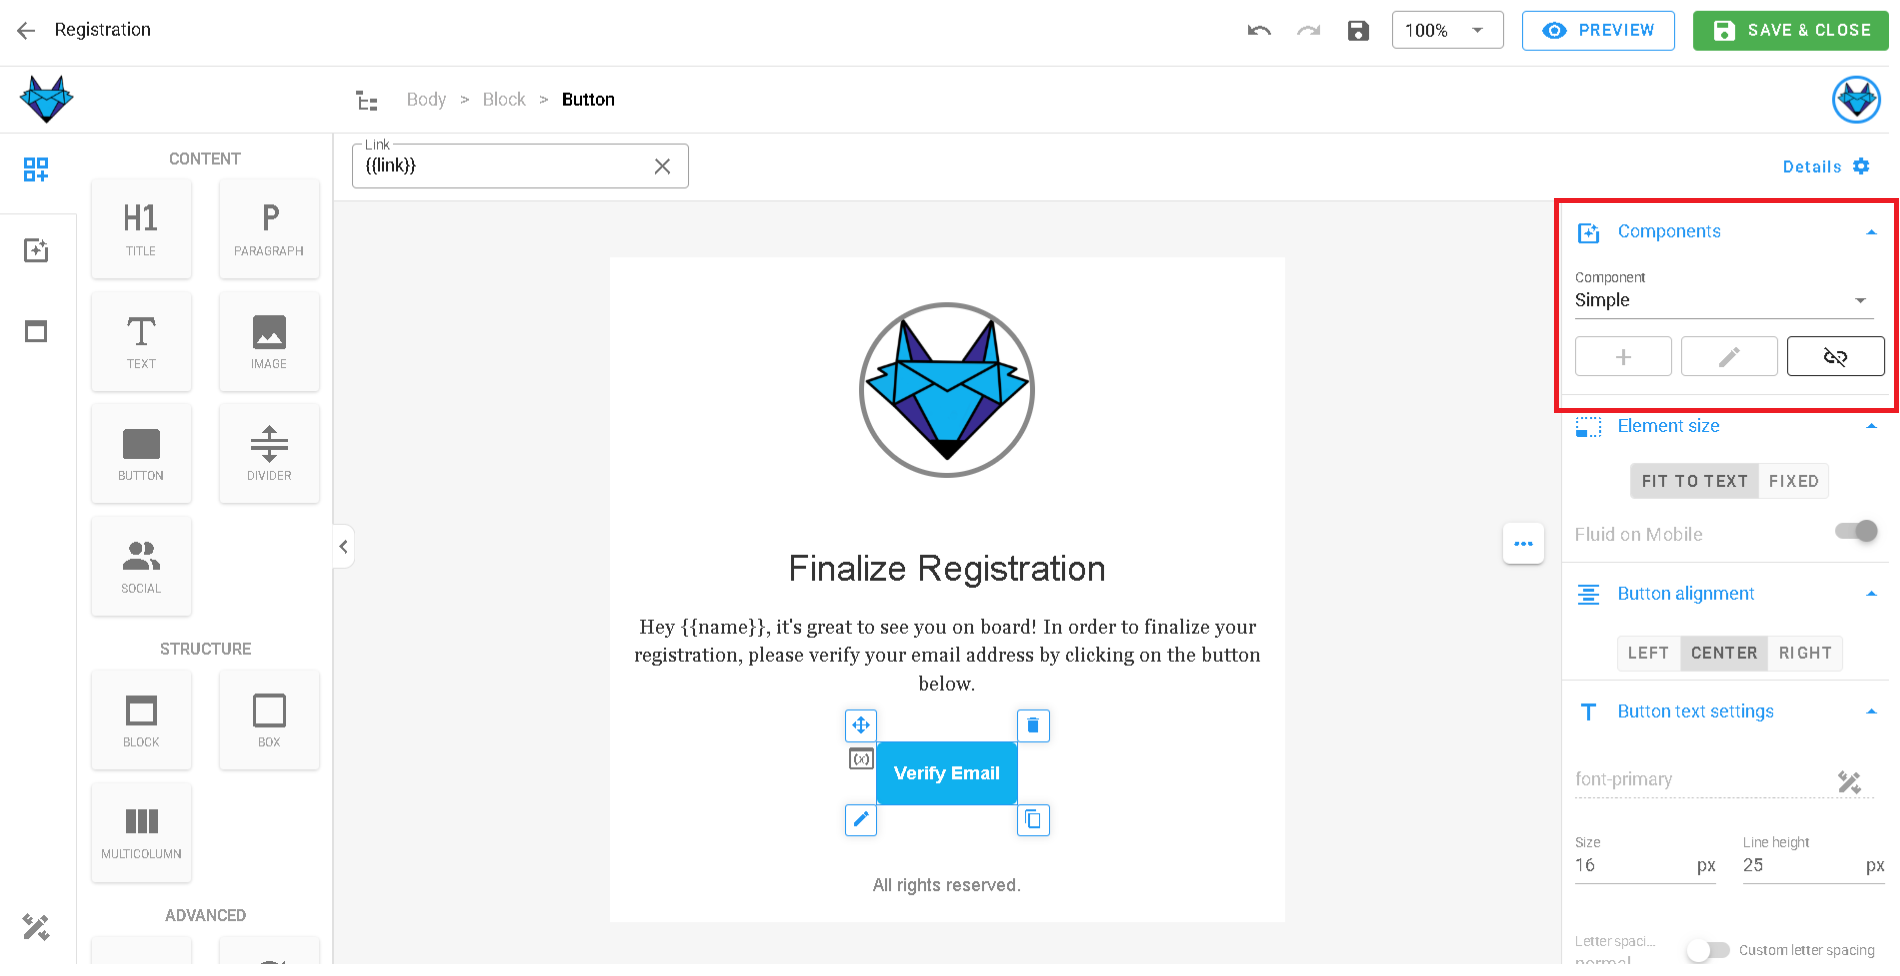 Registration
100%
PREVIEW
SAVE & CLOSE
Body > Block > Button
Link
{{link}}
Details
CONTENT
H1
TITLE
P
PARAGRAPH
T
TEXT
IMAGE
BUTTON
DIVIDER
SOCIAL
STRUCTURE
BLOCK
BOX
MULTICOLUMN
ADVANCED
Finalize Registration
Hey {{name}}, it's great to see you on board! In order to finalize your
registration, please verify your email address by clicking on the button
below.
(x)
Verify Email
All rights reserved.
Components
Component
Simple
Element size
FIT TO TEXT FIXED
Fluid on Mobile
Button alignment
LEFT CENTER RIGHT
T Button text settings
font-primary
Size
16 px
Line height
25 px
Letter spaci...
Custom letter spacing
normal